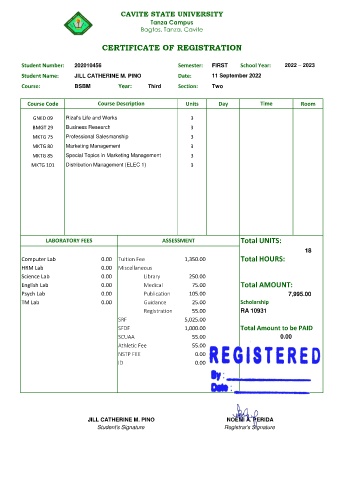 CAVITE STATE UNIVERSITY
Tanza Campus
Bagtas, Tanza, Cavite
CERTIFICATE OF REGISTRATION
Student Number: 202010456 Semester: FIRST School Year: 2022 – 2023
Student Name: JILL CATHERINE M. PINO Date: 11 September 2022
Course: BSBM Year: Third Section: Two
Course Code Course Description Units Day Time Room
GNED 09 Rizal's Life and Works 3
BMGT 29 Business Research 3
MKTG 75 Professional Salesmanship 3
MKTG 80 Marketing Management 3
MKTG 85 Special Topics in Marketing Management 3
MKTG 101 Distribution Management (ELEC 1) 3
LABORATORY FEES ASSESSMENT Total UNITS:
18
Computer Lab 0.00 Tuition Fee 1,350.00 Total HOURS:
HRM Lab 0.00 Miscellaneous
Science Lab 0.00 Library 250.00
English Lab 0.00 Medical 75.00 Total AMOUNT:
Psych Lab 0.00 Publication 105.00 7,995.00
TM Lab 0.00 Guidance 25.00 Scholarship
Registration 55.00 RA 10931
SRF 5,025.00
SFDF 1,000.00 Total Amount to be PAID
SCUAA 55.00 0.00
Athletic Fee 55.00
NSTP FEE 0.00
ID 0.00
REGISTERED
By :
Date :
JILL CATHERINE M. PINO
Student's Signature
NOEMI A. PERIDA
Registrar's Signature